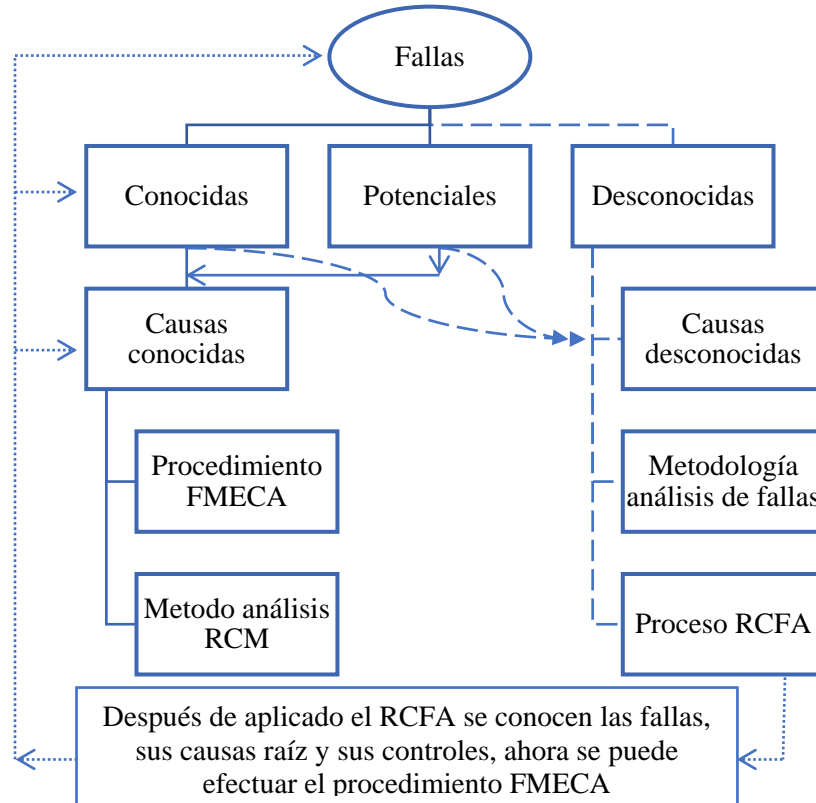 Fallas
Conocidas
Potenciales
Desconocidas
Causas
conocidas
Causas
desconocidas
Procedimiento
FMECA
Metodología
análisis de fallas
Metodo análisis
RCM
Proceso RCFA
Después de aplicado el RCFA se conocen las fallas,
sus causas raíz y sus controles, ahora se puede
efectuar el procedimiento FMECA